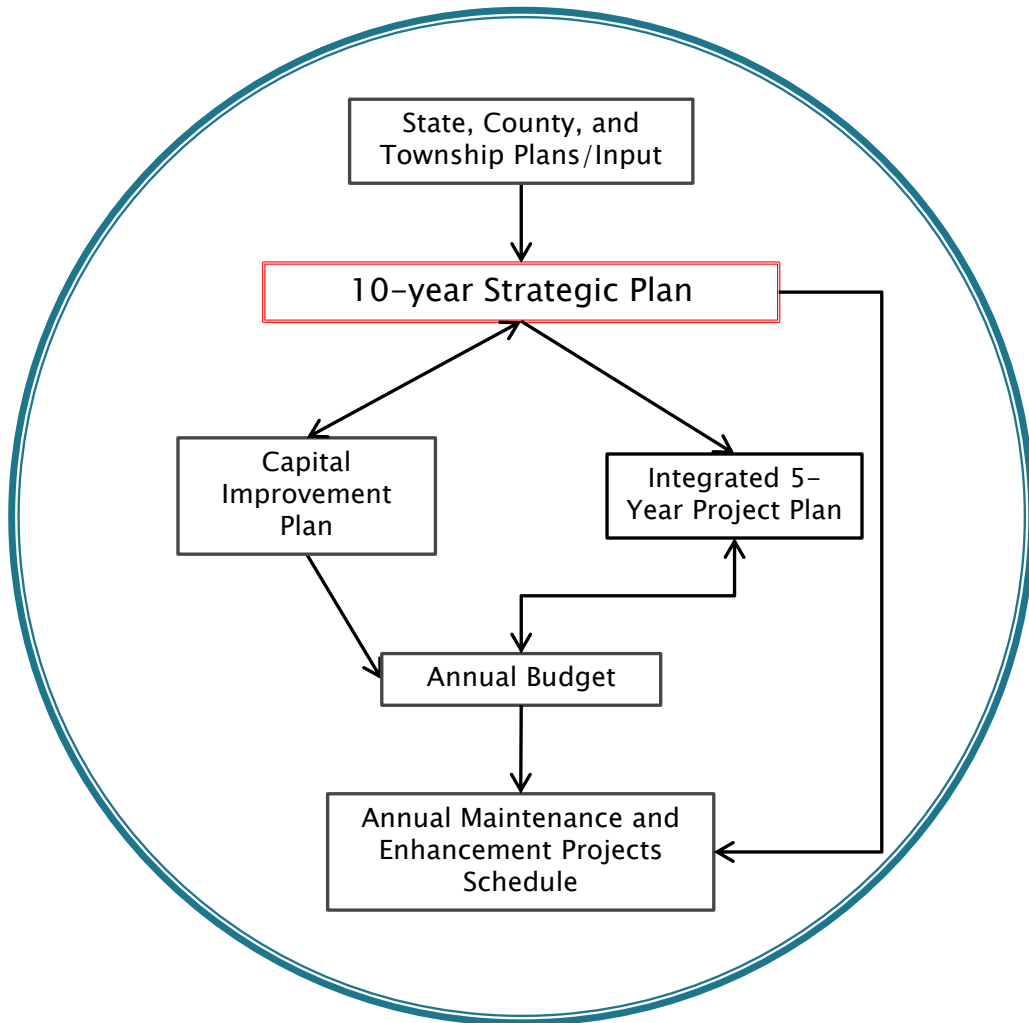 State, County, and
Township Plans/Input
10-year Strategic Plan
Capital
Improvement
Plan
Integrated 5-
Year Project Plan
Annual Budget
Annual Maintenance and
Enhancement Projects
Schedule